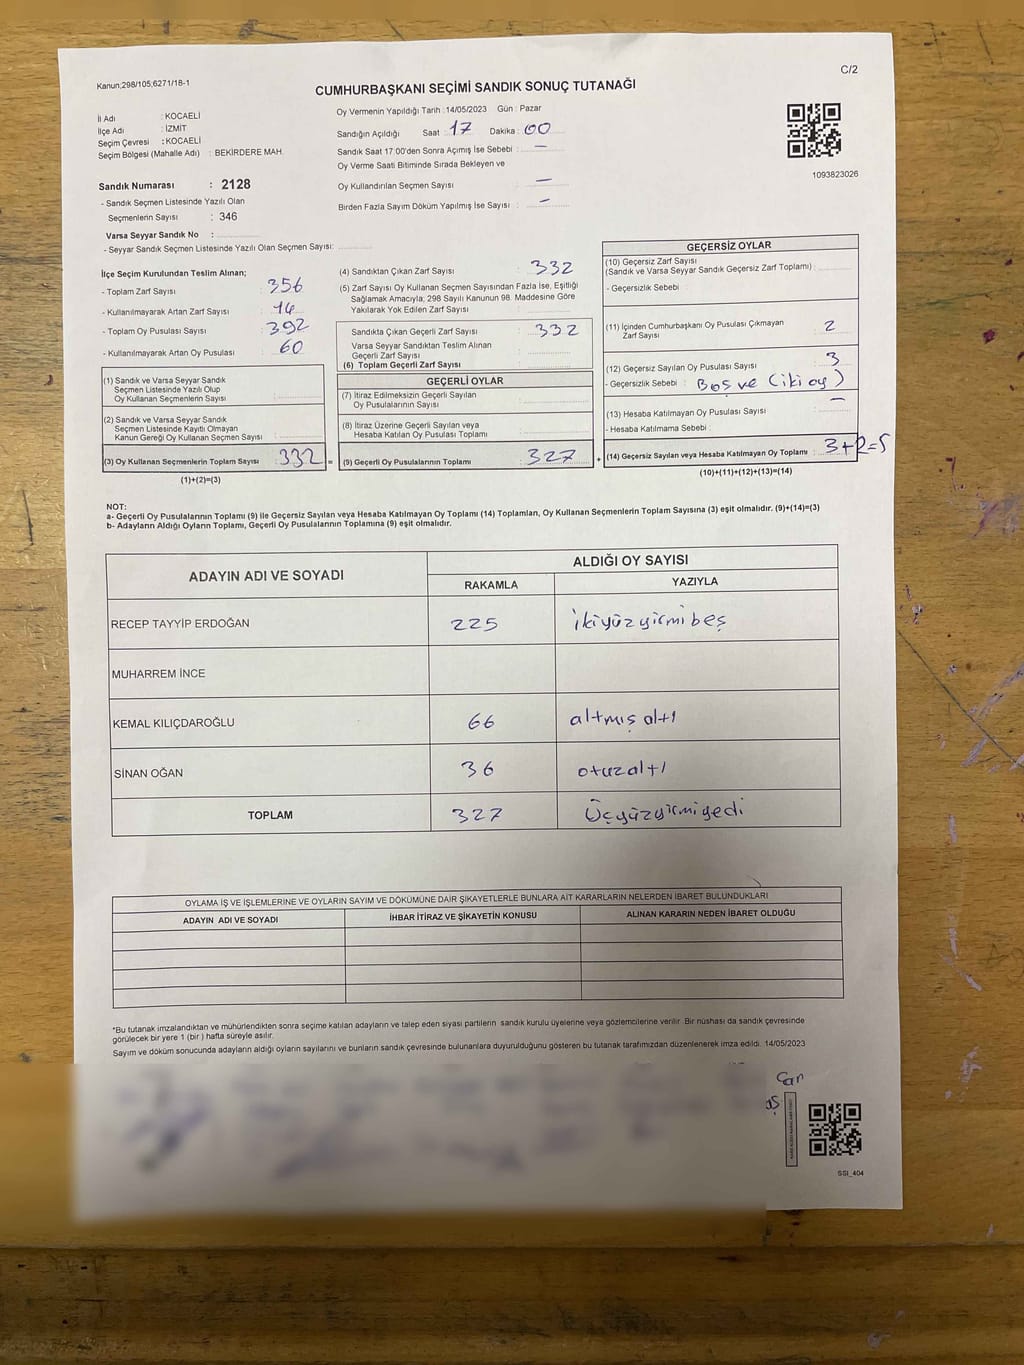 Kanun;298/105;6271/18-1
C/2
CUMHURBAŞKANI SEÇİMİ SANDIK SONUÇ TUTANAĞI
İl Adı : KOCAELİ
İlçe Adı : İZMİT
Seçim Çevresi : KOCAELİ
Seçim Bölgesi (Mahalle Adı) : BEKİRDERE MAH.
Sandık Numarası : 2128
- Sandık Seçmen Listesinde Yazılı Olan
Seçmenlerin Sayısı : 346
Varsa Seyyar Sandık No :
- Seyyar Sandık Seçmen Listesinde Yazılı Olan Seçmen Sayısı:
Oy Vermenin Yapıldığı Tarih : 14/05/2023 Gün : Pazar
Sandığın Açıldığı Saat : 17 Dakika : 00
Sandık Saat 17:00'den Sonra Açımış İse Sebebi : —
Oy Verme Saati Bitiminde Sırada Bekleyen ve
Oy Kullandırılan Seçmen Sayısı : —
Birden Fazla Sayım Döküm Yapılmış İse Sayısı : —
1093823026
İlçe Seçim Kurulundan Teslim Alınan;
- Toplam Zarf Sayısı : 356
- Kullanılmayarak Artan Zarf Sayısı : 14
- Toplam Oy Pusulası Sayısı : 392
- Kullanılmayarak Artan Oy Pusulası : 60
(1) Sandık ve Varsa Seyyar Sandık
Seçmen Listesinde Yazılı Olup
Oy Kullanan Seçmenlerin Sayısı :
(2) Sandık ve Varsa Seyyar Sandık
Seçmen Listesinde Kayıtlı Olmayan
Kanun Gereği Oy Kullanan Seçmen Sayısı :
(3) Oy Kullanan Seçmenlerin Toplam Sayısı : 332 =
(1)+(2)=(3)
(4) Sandıktan Çıkan Zarf Sayısı : 332
(5) Zarf Sayısı Oy Kullanan Seçmen Sayısından Fazla İse, Eşitliği
Sağlamak Amacıyla; 298 Sayılı Kanunun 98. Maddesine Göre
Yakılarak Yok Edilen Zarf Sayısı :
Sandıkta Çıkan Geçerli Zarf Sayısı : 332
Varsa Seyyar Sandıktan Teslim Alınan
Geçerli Zarf Sayısı :
(6) Toplam Geçerli Zarf Sayısı :
GEÇERLİ OYLAR
(7) İtiraz Edilmeksizin Geçerli Sayılan
Oy Pusulalarının Sayısı :
(8) İtiraz Üzerine Geçerli Sayılan veya
Hesaba Katılan Oy Pusulası Toplamı :
(9) Geçerli Oy Pusulalarının Toplamı : 327 +
GEÇERSİZ OYLAR
(10) Geçersiz Zarf Sayısı
(Sandık ve Varsa Seyyar Sandık Geçersiz Zarf Toplamı) :
- Geçersizlik Sebebi :
(11) İçinden Cumhurbaşkanı Oy Pusulası Çıkmayan
Zarf Sayısı : 2
(12) Geçersiz Sayılan Oy Pusulası Sayısı : 3
- Geçersizlik Sebebi : Boş ve (iki oy)
(13) Hesaba Katılmayan Oy Pusulası Sayısı : —
- Hesaba Katılmama Sebebi :
(14) Geçersiz Sayılan veya Hesaba Katılmayan Oy Toplamı : 3+2=5
(10)+(11)+(12)+(13)=(14)
NOT:
a- Geçerli Oy Pusulalarının Toplamı (9) ile Geçersiz Sayılan veya Hesaba Katılmayan Oy Toplamı (14) Toplamları, Oy Kullanan Seçmenlerin Toplam Sayısına (3) eşit olmalıdır. (9)+(14)=(3)
b- Adayların Aldığı Oyların Toplamı, Geçerli Oy Pusulalarının Toplamına (9) eşit olmalıdır.
ADAYIN ADI VE SOYADI
ALDIĞI OY SAYISI
RAKAMLA YAZIYLA
RECEP TAYYİP ERDOĞAN 225 ikiyüzyirmibeş
MUHARREM İNCE
KEMAL KILIÇDAROĞLU 66 altmışaltı
SİNAN OĞAN 36 otuzaltı
TOPLAM 327 Üçyüzyirmiyedi
OYLAMA İŞ VE İŞLEMLERİNE VE OYLARIN SAYIM VE DÖKÜMÜNE DAİR ŞİKAYETLERLE BUNLARA AİT KARARLARIN NELERDEN İBARET BULUNDUKLARI
ADAYIN ADI VE SOYADI İHBAR İTİRAZ VE ŞİKAYETİN KONUSU ALINAN KARARIN NEDEN İBARET OLDUĞU
*Bu tutanak imzalandıktan ve mühürlendikten sonra seçime katılan adayların ve talep eden siyasi partilerin sandık kurulu üyelerine veya gözlemcilerine verilir. Bir nüshası da sandık çevresinde
görülecek bir yere 1 (bir) hafta süreyle asılır.
Sayım ve döküm sonucunda adayların aldığı oyların sayılarını ve bunların sandık çevresinde bulunanlara duyurulduğunu gösteren bu tutanak tarafımızdan düzenlenerek imza edildi. 14/05/2023
Can
SSI_404